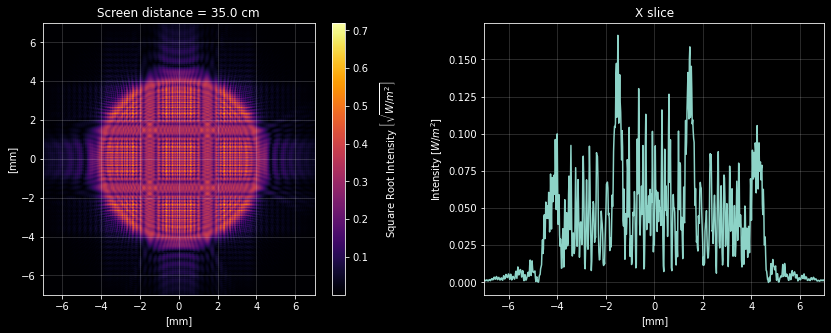 Screen distance = 35.0 cm
[mm]
6
4
2
0
−2
−4
−6
−6 −4 −2 0 2 4 6
[mm]
0.7
0.6
0.5
0.4
0.3
0.2
0.1
Square Root Intensity [√W/m²]
X slice
Intensity [W/m²]
0.150
0.125
0.100
0.075
0.050
0.025
0.000
−6 −4 −2 0 2 4 6
[mm]